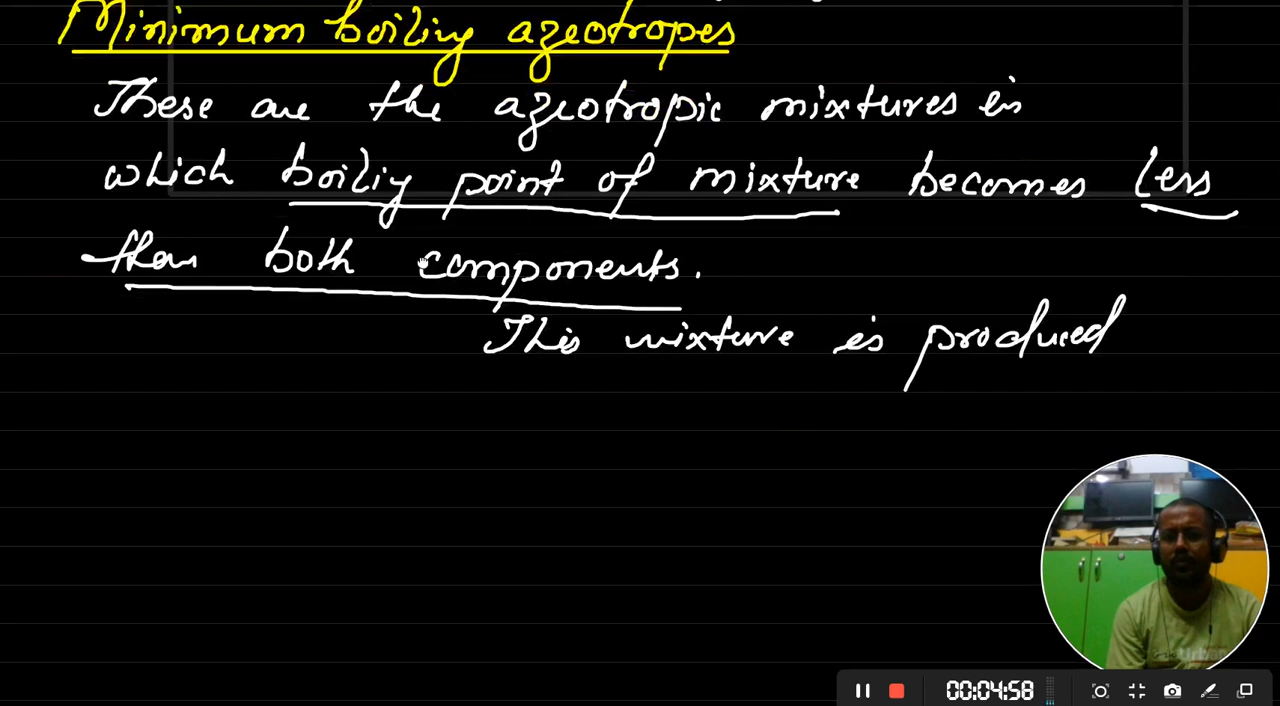 Minimum boiling azeotropes
These are the azeotropic mixtures in
which boiliy point of mixture becomes less
than both components.
This mixture is produced
00:04:58